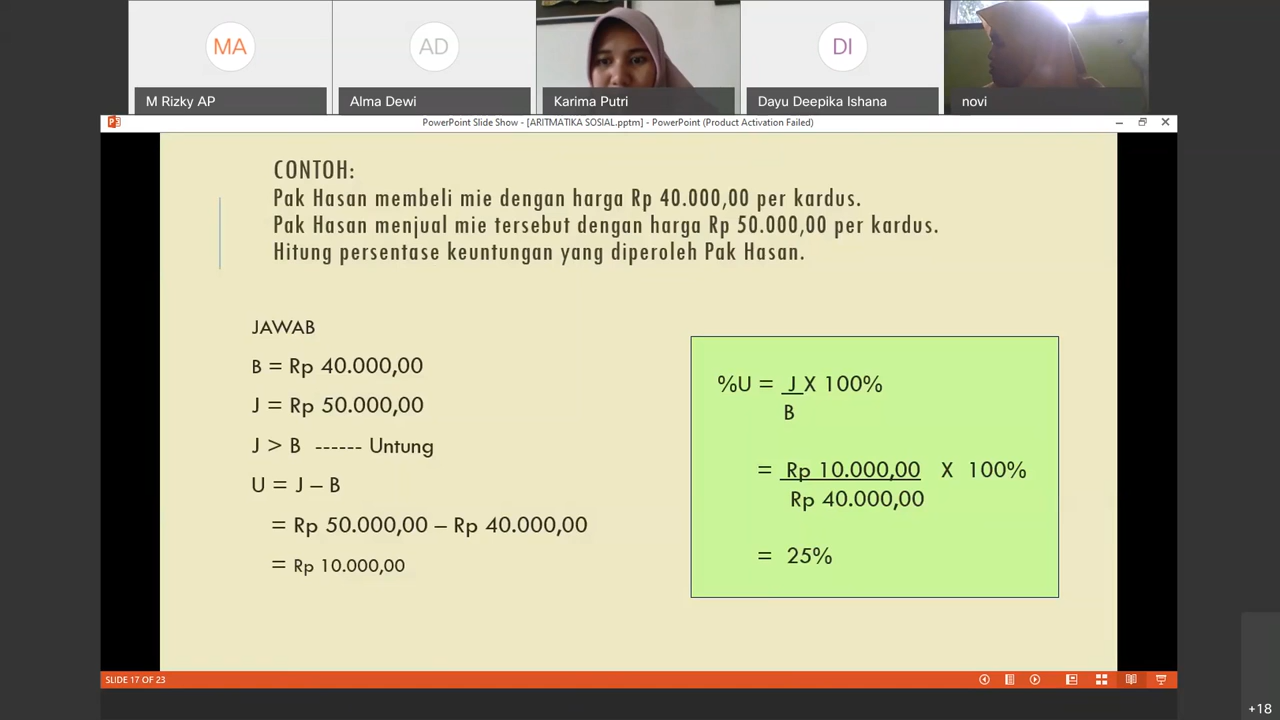 MA
AD
DI
M Rizky AP
Alma Dewi
Karima Putri
Dayu Deepika Ishana
novi
PowerPoint Slide Show - [ARITMATIKA SOSIAL.pptm] - PowerPoint (Product Activation Failed)
CONTOH:
Pak Hasan membeli mie dengan harga Rp 40.000,00 per kardus.
Pak Hasan menjual mie tersebut dengan harga Rp 50.000,00 per kardus.
Hitung persentase keuntungan yang diperoleh Pak Hasan.
JAWAB
B = Rp 40.000,00
J = Rp 50.000,00
J > B ------ Untung
U = J – B
= Rp 50.000,00 – Rp 40.000,00
= Rp 10.000,00
%U = J X 100%
B
= Rp 10.000,00 X 100%
Rp 40.000,00
= 25%
SLIDE 17 OF 23
+18